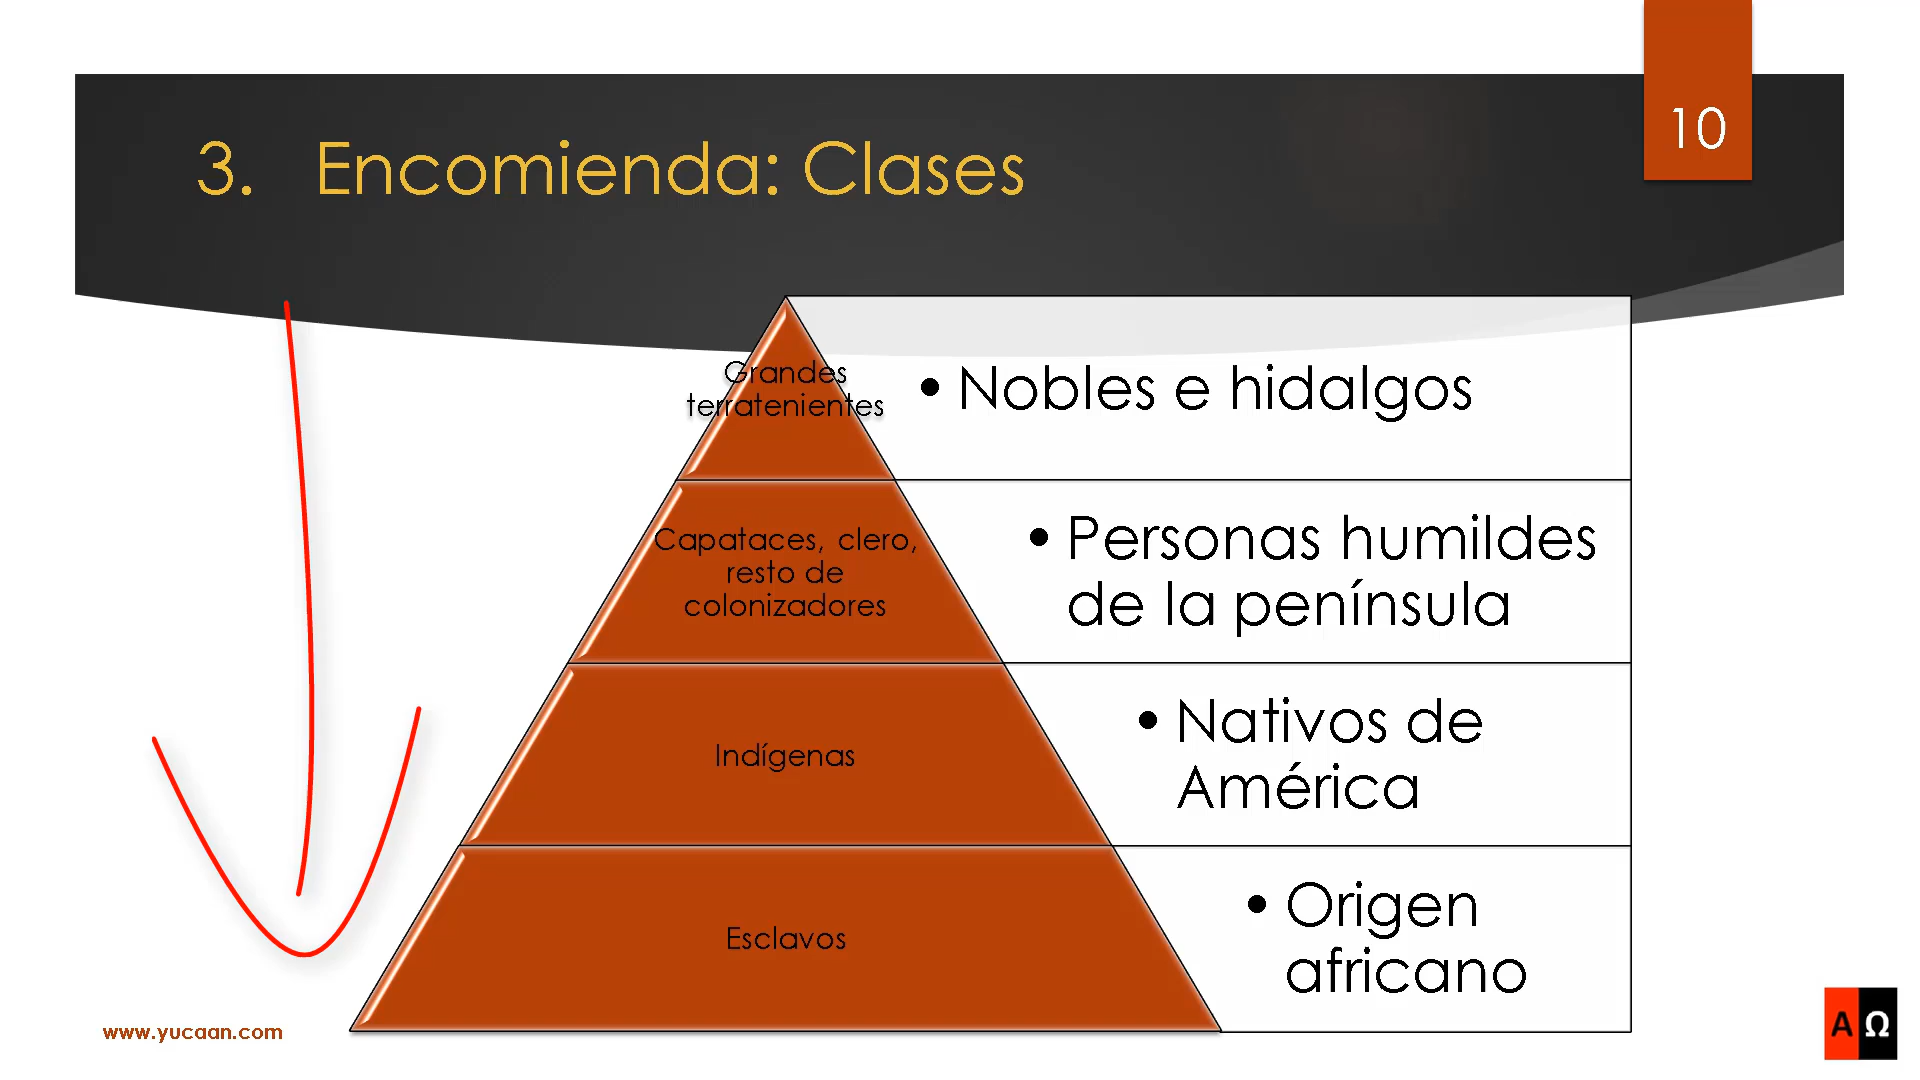 10
3. Encomienda: Clases
Grandes
terratenientes
• Nobles e hidalgos
Capataces, clero,
resto de
colonizadores
• Personas humildes
de la península
Indígenas
• Nativos de
América
Esclavos
• Origen
africano
www.yucaan.com
A Ω